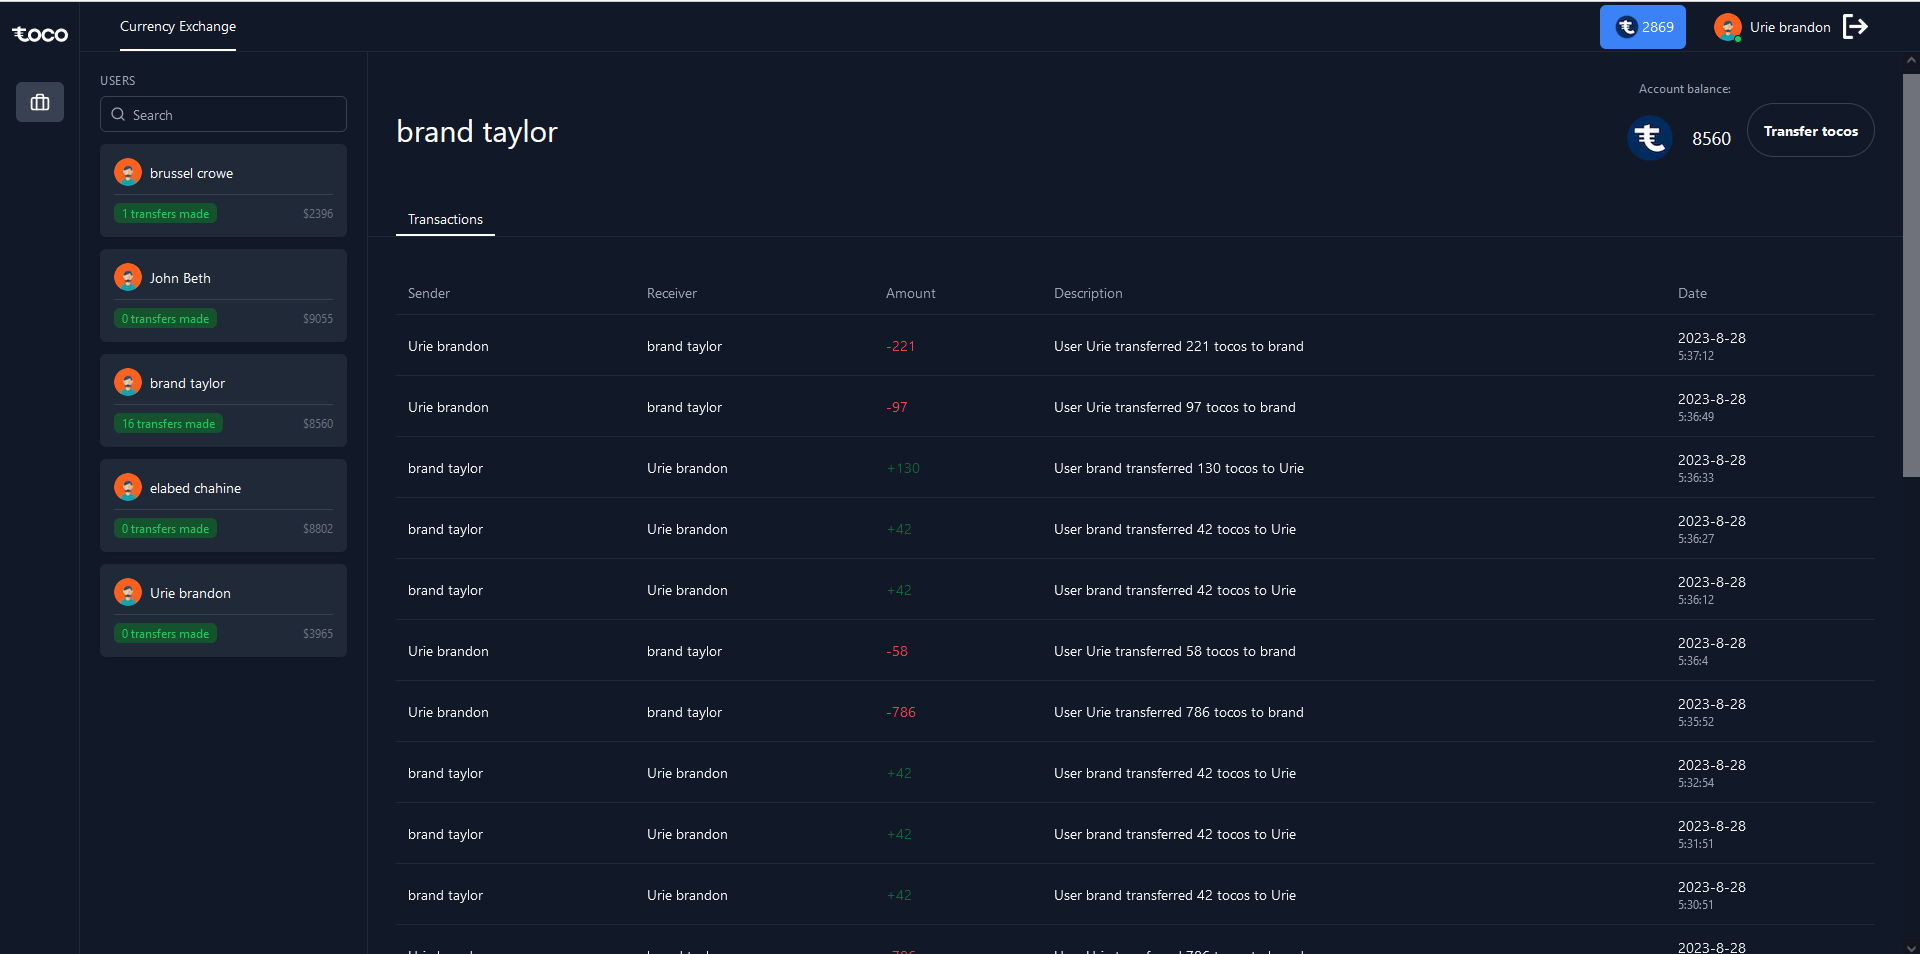 toco
Currency Exchange
2869
Urie brandon
USERS
Search
brussel crowe
1 transfers made
$2396
John Beth
0 transfers made
$9055
brand taylor
16 transfers made
$8560
elabed chahine
0 transfers made
$8802
Urie brandon
0 transfers made
$3965
brand taylor
Account balance:
8560
Transfer tocos
Transactions
Sender Receiver Amount Description Date
Urie brandon brand taylor -221 User Urie transferred 221 tocos to brand 2023-8-28
5:37:12
Urie brandon brand taylor -97 User Urie transferred 97 tocos to brand 2023-8-28
5:36:49
brand taylor Urie brandon +130 User brand transferred 130 tocos to Urie 2023-8-28
5:36:33
brand taylor Urie brandon +42 User brand transferred 42 tocos to Urie 2023-8-28
5:36:27
brand taylor Urie brandon +42 User brand transferred 42 tocos to Urie 2023-8-28
5:36:12
Urie brandon brand taylor -58 User Urie transferred 58 tocos to brand 2023-8-28
5:36:4
Urie brandon brand taylor -786 User Urie transferred 786 tocos to brand 2023-8-28
5:35:52
brand taylor Urie brandon +42 User brand transferred 42 tocos to Urie 2023-8-28
5:32:54
brand taylor Urie brandon +42 User brand transferred 42 tocos to Urie 2023-8-28
5:31:51
brand taylor Urie brandon +42 User brand transferred 42 tocos to Urie 2023-8-28
5:30:51
2023-8-28